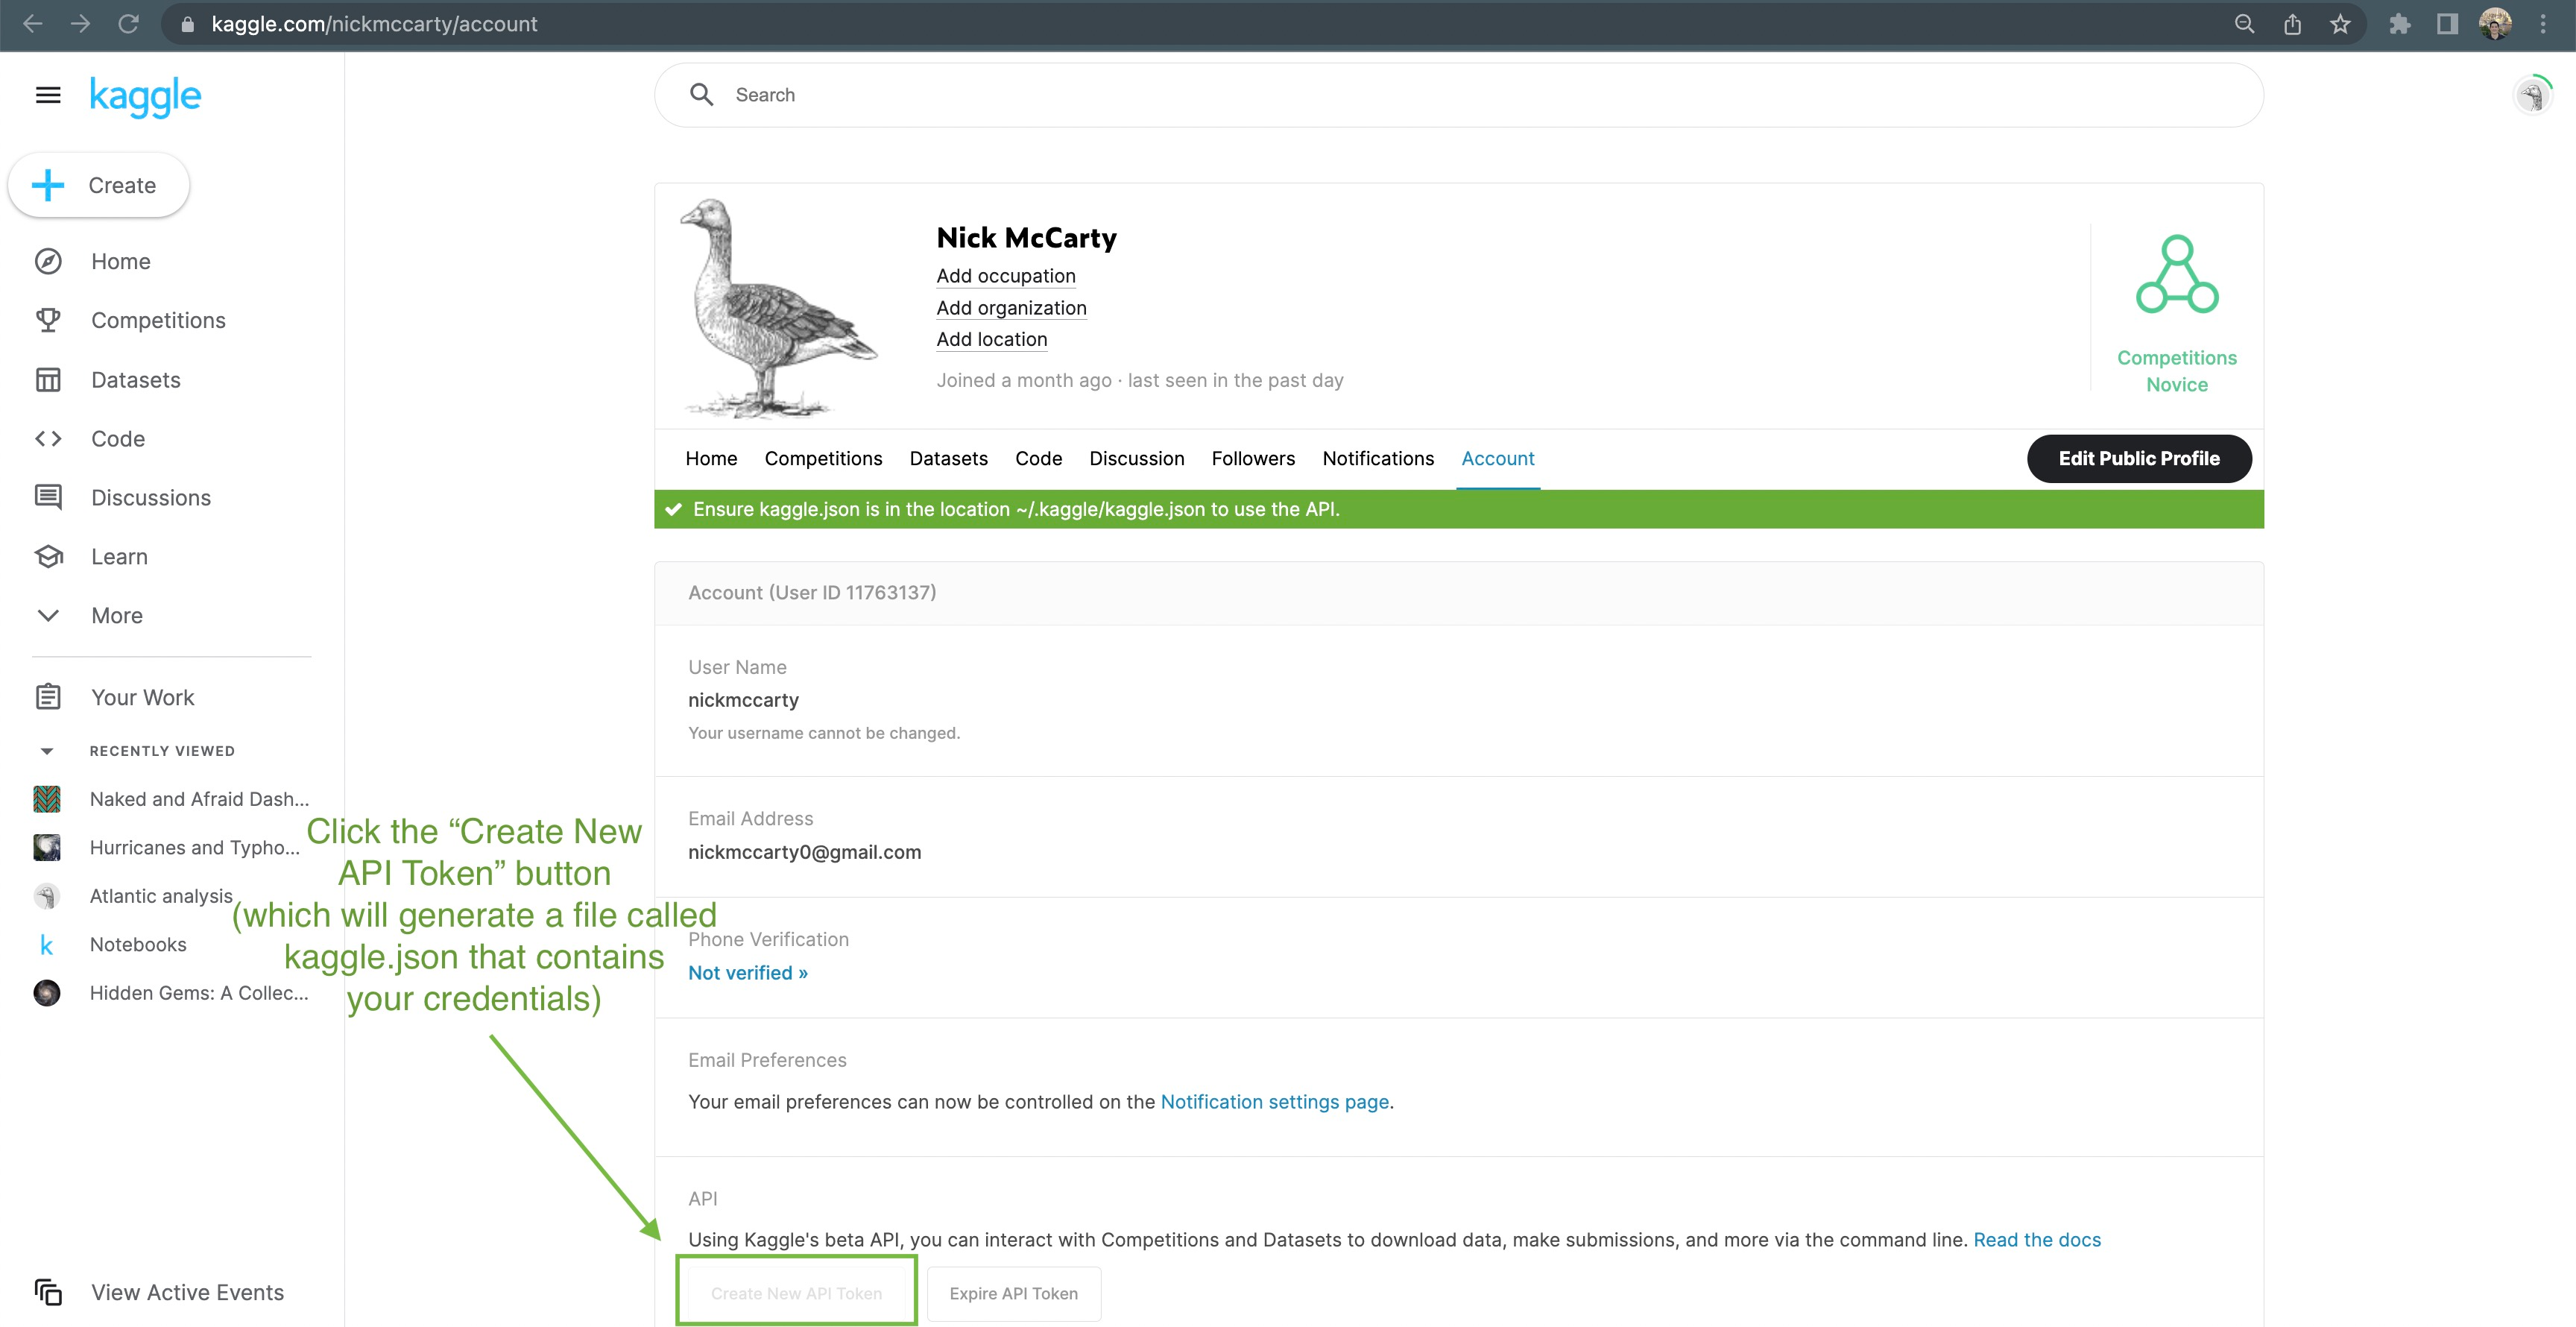 kaggle.com/nickmccarty/account
kaggle
Search
Create
Home
Competitions
Datasets
Code
Discussions
Learn
More
Your Work
RECENTLY VIEWED
Naked and Afraid Dash...
Hurricanes and Typho...
Atlantic analysis
Notebooks
Hidden Gems: A Collec...
View Active Events
Click the “Create New
API Token” button
(which will generate a file called
kaggle.json that contains
your credentials)
Nick McCarty
Add occupation
Add organization
Add location
Joined a month ago · last seen in the past day
Competitions
Novice
Home Competitions Datasets Code Discussion Followers Notifications Account Edit Public Profile
Ensure kaggle.json is in the location ~/.kaggle/kaggle.json to use the API.
Account (User ID 11763137)
User Name
nickmccarty
Your username cannot be changed.
Email Address
nickmccarty0@gmail.com
Phone Verification
Not verified »
Email Preferences
Your email preferences can now be controlled on the Notification settings page.
API
Using Kaggle's beta API, you can interact with Competitions and Datasets to download data, make submissions, and more via the command line. Read the docs
Create New API Token Expire API Token